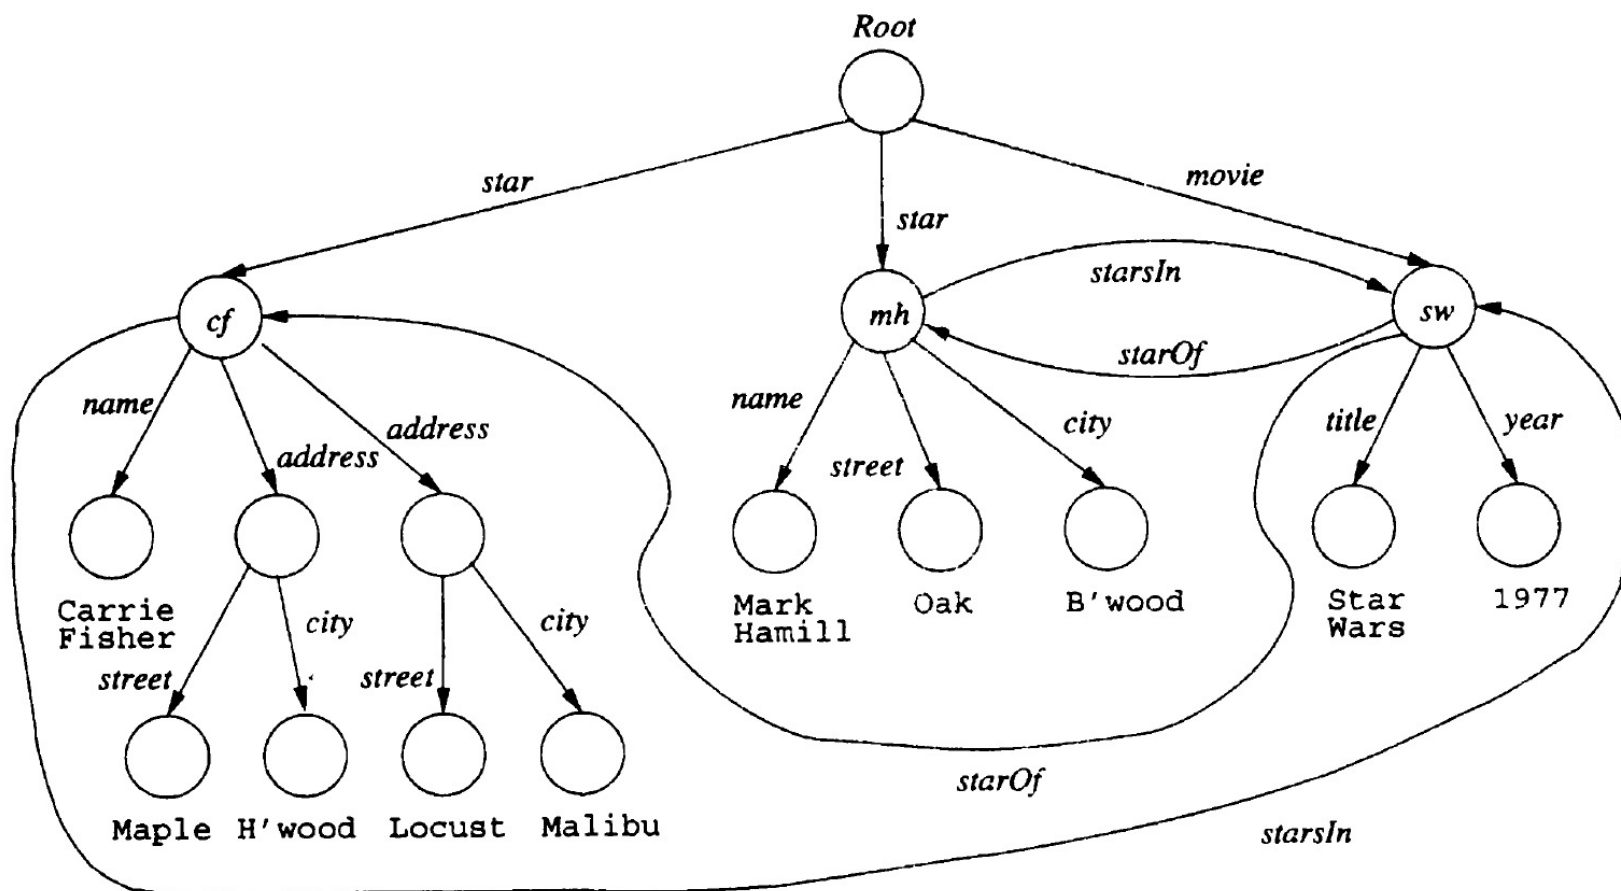 Root
star
movie
star
starsIn
cf
mh
sw
starOf
name
address
address
name
street
city
title
year
Carrie
Fisher
Mark
Hamill
Oak
B'wood
Star
Wars
1977
street
city
street
city
Maple
H'wood
Locust
Malibu
starOf
starsIn